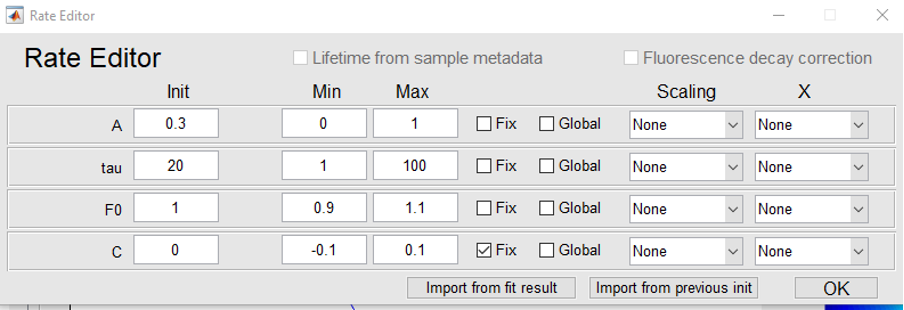 Rate Editor
Rate Editor
Lifetime from sample metadata
Fluorescence decay correction
Init Min Max Scaling X
A 0.3 0 1 Fix Global None None
tau 20 1 100 Fix Global None None
F0 1 0.9 1.1 Fix Global None None
C 0 -0.1 0.1 Fix Global None None
Import from fit result Import from previous init OK